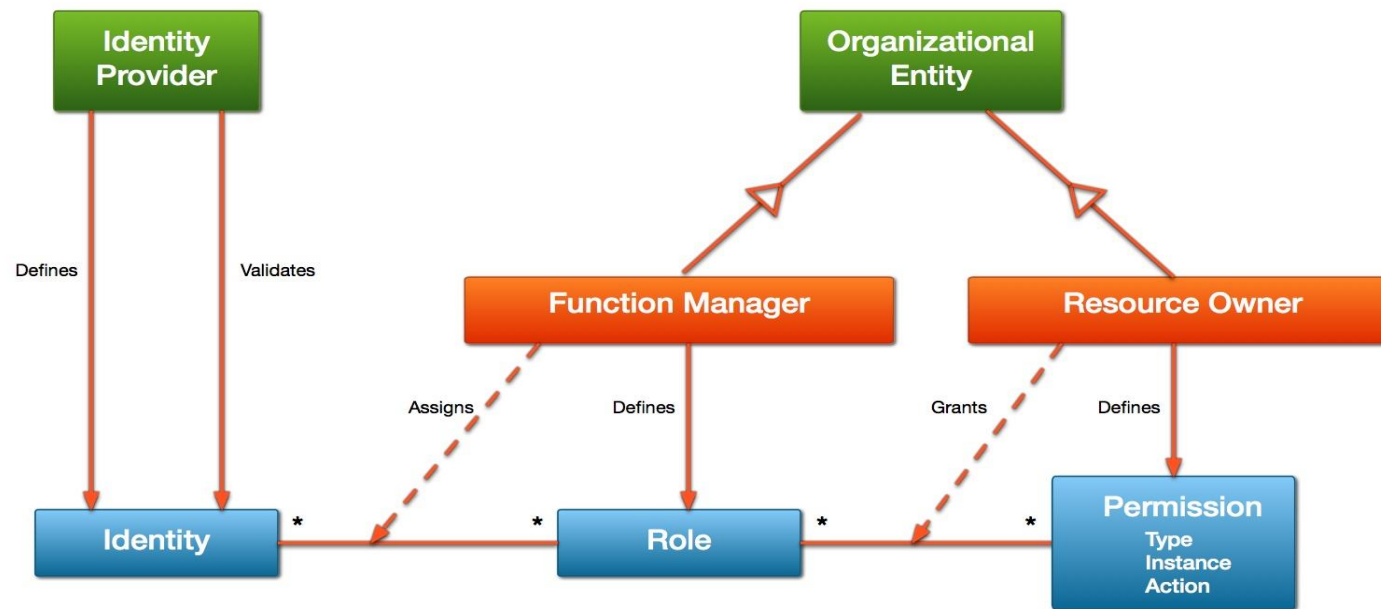 Identity
Provider
Organizational
Entity
Defines
Validates
Function Manager
Resource Owner
Assigns
Defines
Grants
Defines
Identity
*
*
Role
*
*
Permission
Type
Instance
Action